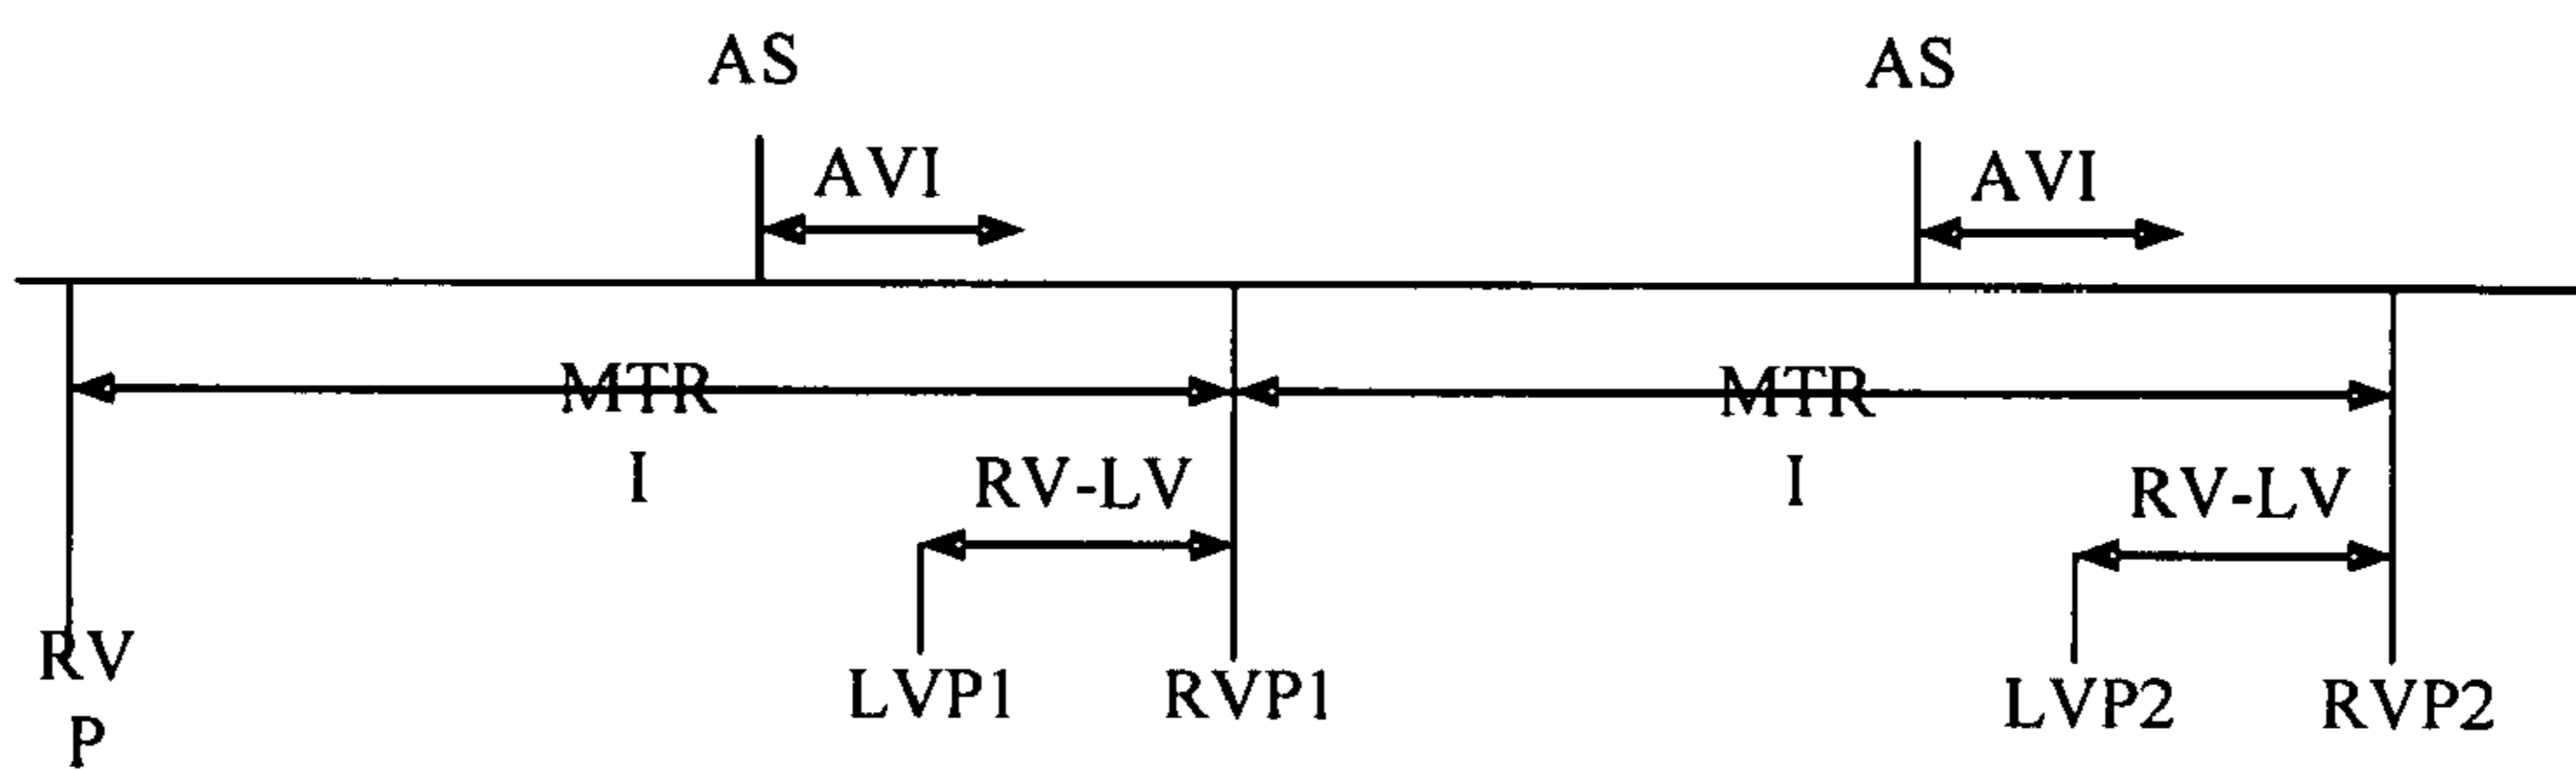 AS
AS
AVI
AVI
MTR
I
MTR
I
RV-LV
RV-LV
RV
P
LVP1
RVP1
LVP2
RVP2